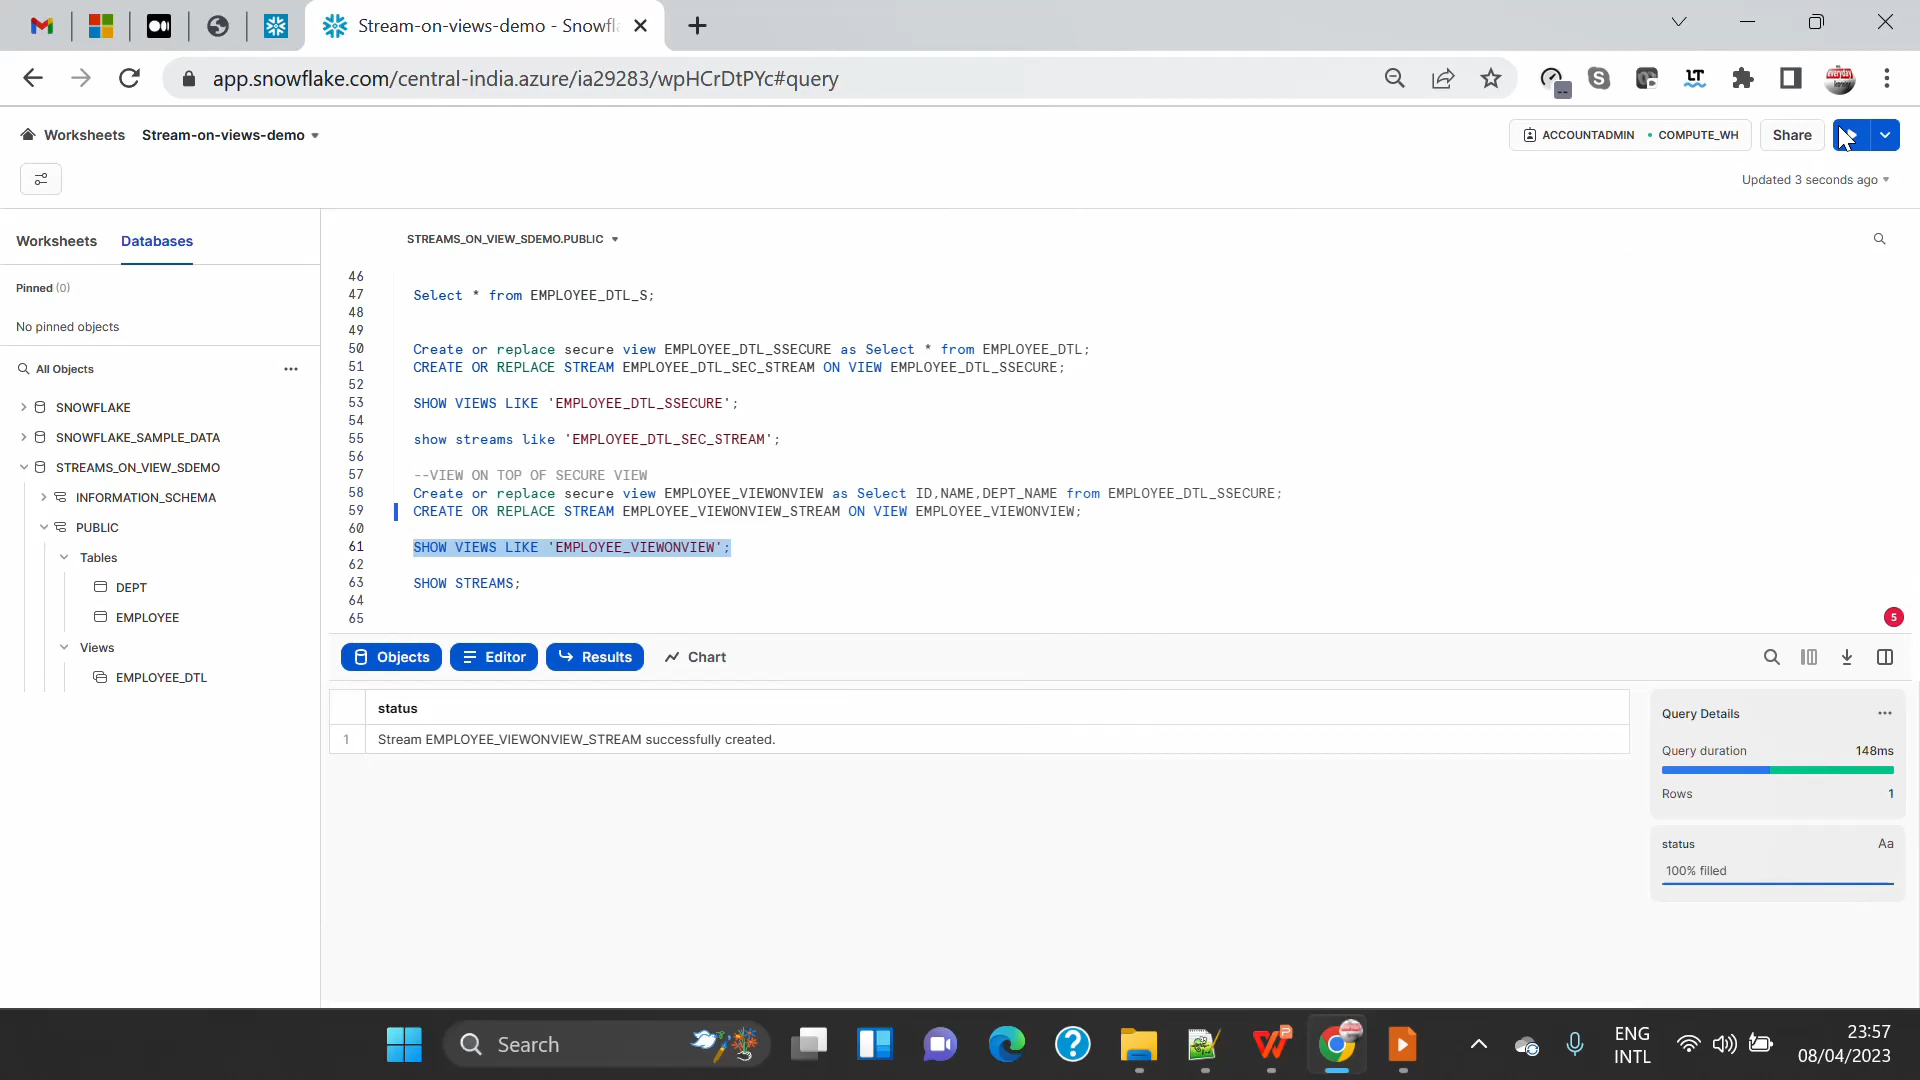 Stream-on-views-demo - Snowfla
app.snowflake.com/central-india.azure/ia29283/wpHCrDtPYc#query
Worksheets Stream-on-views-demo
ACCOUNTADMIN COMPUTE_WH Share
Updated 3 seconds ago
Worksheets Databases
Pinned (0)
No pinned objects
All Objects
SNOWFLAKE
SNOWFLAKE_SAMPLE_DATA
STREAMS_ON_VIEW_SDEMO
INFORMATION_SCHEMA
PUBLIC
Tables
DEPT
EMPLOYEE
Views
EMPLOYEE_DTL
STREAMS_ON_VIEW_SDEMO.PUBLIC
46
47 Select * from EMPLOYEE_DTL_S;
48
49
50 Create or replace secure view EMPLOYEE_DTL_SSECURE as Select * from EMPLOYEE_DTL;
51 CREATE OR REPLACE STREAM EMPLOYEE_DTL_SEC_STREAM ON VIEW EMPLOYEE_DTL_SSECURE;
52
53 SHOW VIEWS LIKE 'EMPLOYEE_DTL_SSECURE';
54
55 show streams like 'EMPLOYEE_DTL_SEC_STREAM';
56
57 --VIEW ON TOP OF SECURE VIEW
58 Create or replace secure view EMPLOYEE_VIEWONVIEW as Select ID,NAME,DEPT_NAME from EMPLOYEE_DTL_SSECURE;
59 CREATE OR REPLACE STREAM EMPLOYEE_VIEWONVIEW_STREAM ON VIEW EMPLOYEE_VIEWONVIEW;
60
61 SHOW VIEWS LIKE 'EMPLOYEE_VIEWONVIEW';
62
63 SHOW STREAMS;
64
65
5
Objects Editor Results Chart
status
1 Stream EMPLOYEE_VIEWONVIEW_STREAM successfully created.
Query Details
Query duration 148ms
Rows 1
status Aa
100% filled
Search
ENG
INTL
23:57
08/04/2023